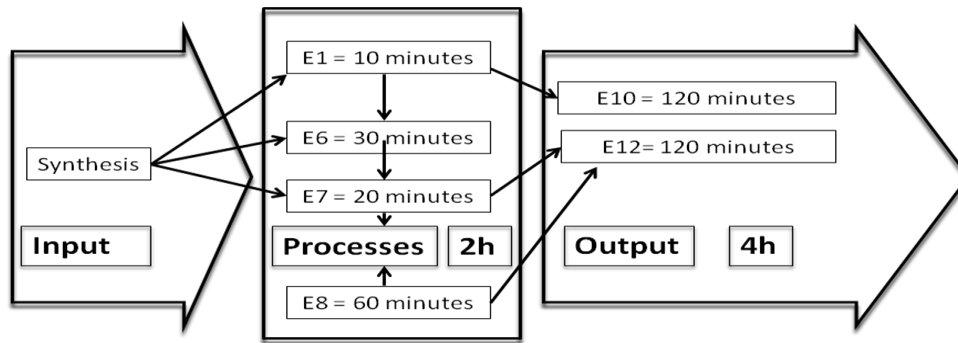 E1 = 10 minutes
E10 = 120 minutes
E6 = 30 minutes
E12= 120 minutes
Synthesis
E7 = 20 minutes
Input
Processes
2h
Output
4h
E8 = 60 minutes